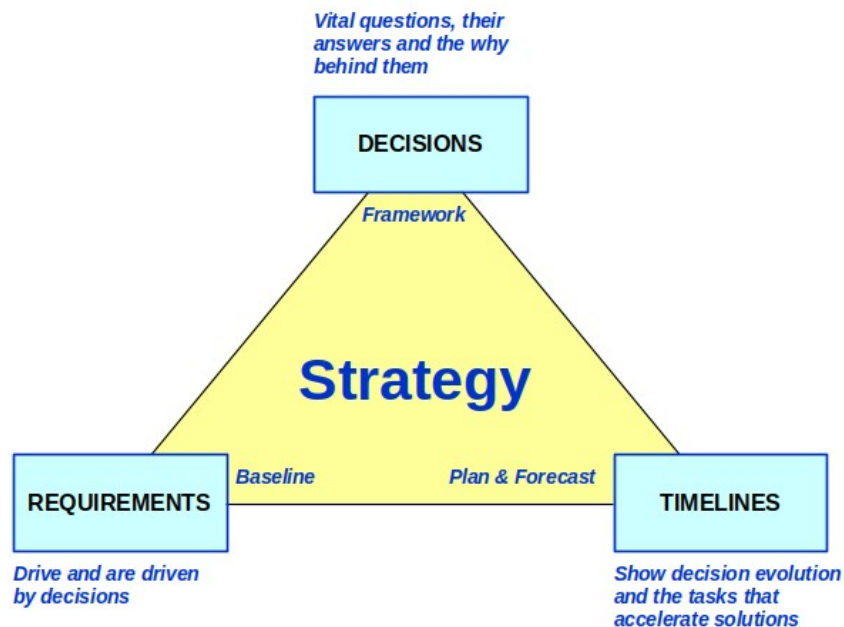 Vital questions, their
answers and the why
behind them
DECISIONS
Framework
Strategy
Baseline
Plan & Forecast
REQUIREMENTS
TIMELINES
Drive and are driven
by decisions
Show decision evolution
and the tasks that
accelerate solutions